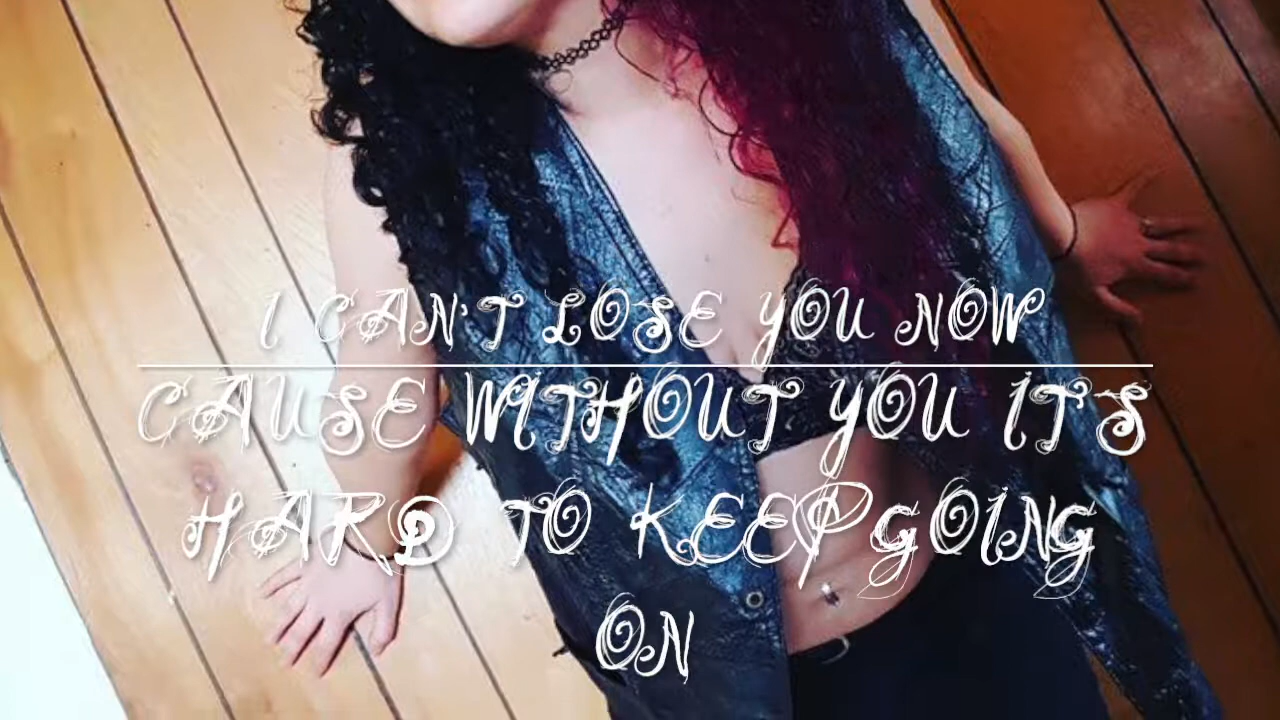 I CAN'T LOSE YOU NOW
CAUSE WITHOUT YOU IT'S
HARD TO KEEP GOING
ON